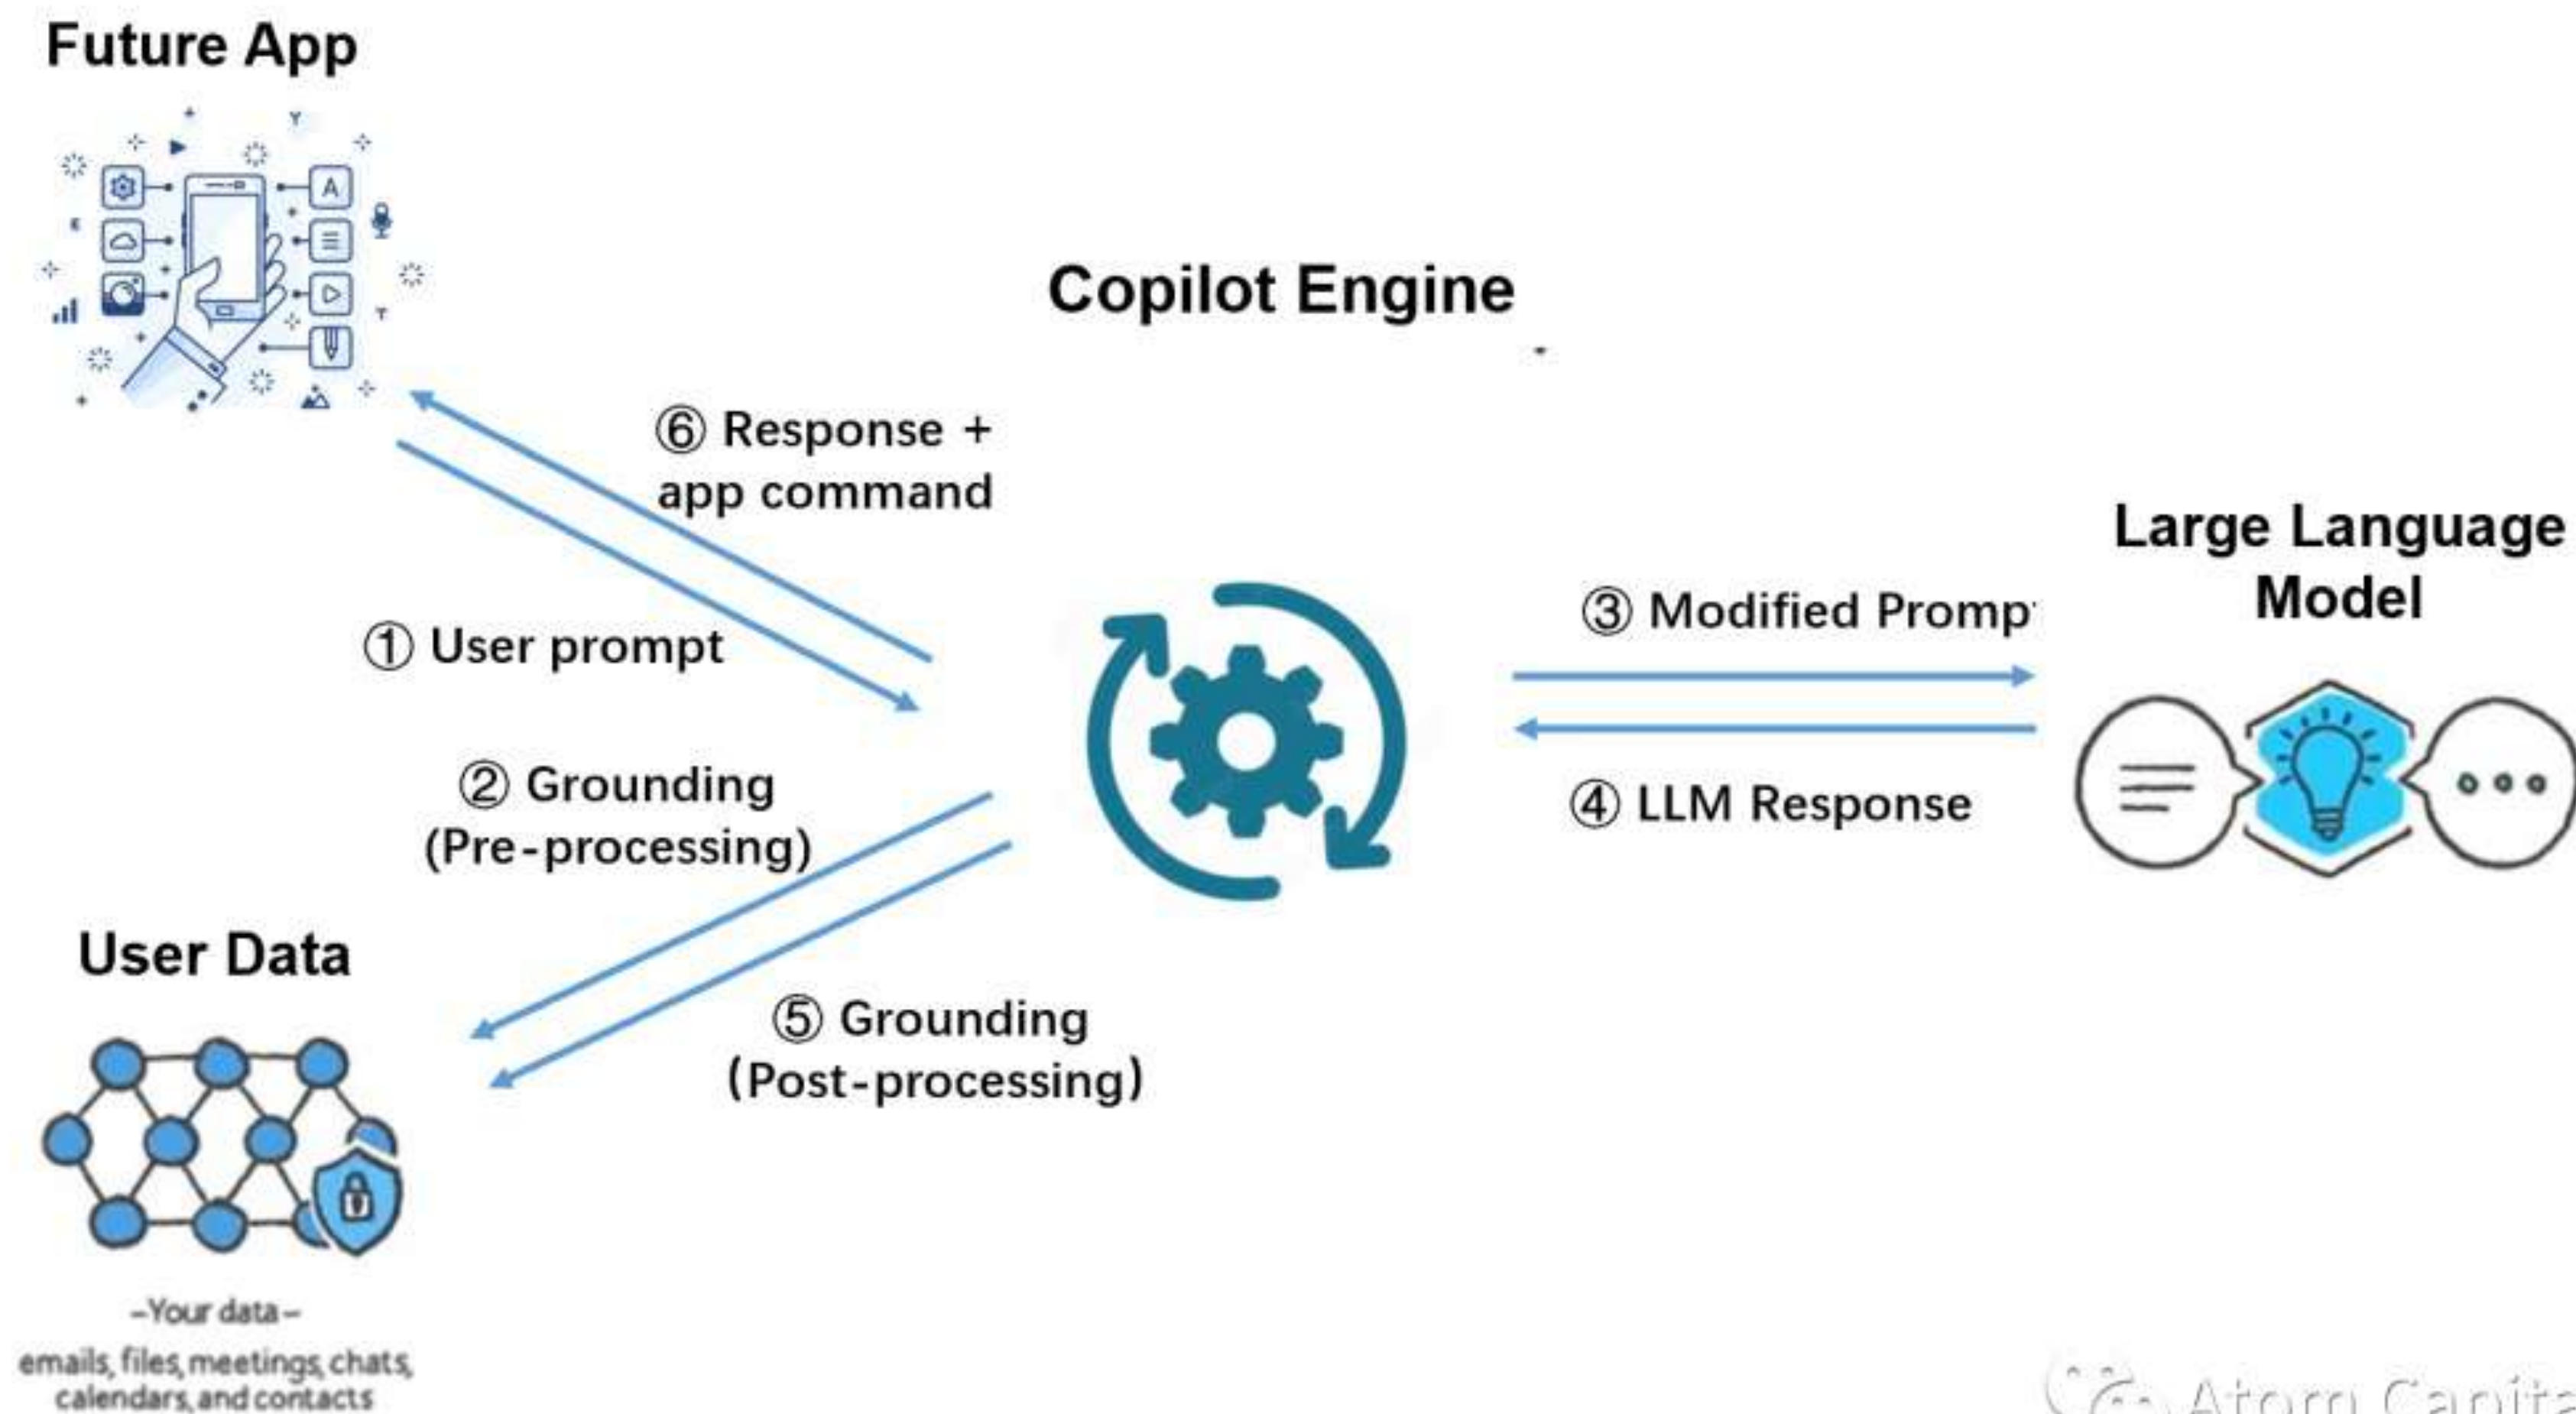 Future App
A
Copilot Engine
⑥ Response +
app command
Large Language
Model
③ Modified Promp
① User prompt
② Grounding
(Pre-processing)
④ LLM Response
User Data
⑤ Grounding
(Post-processing)
-Your data-
emails, files, meetings, chats,
calendars, and contacts
Atom Capita